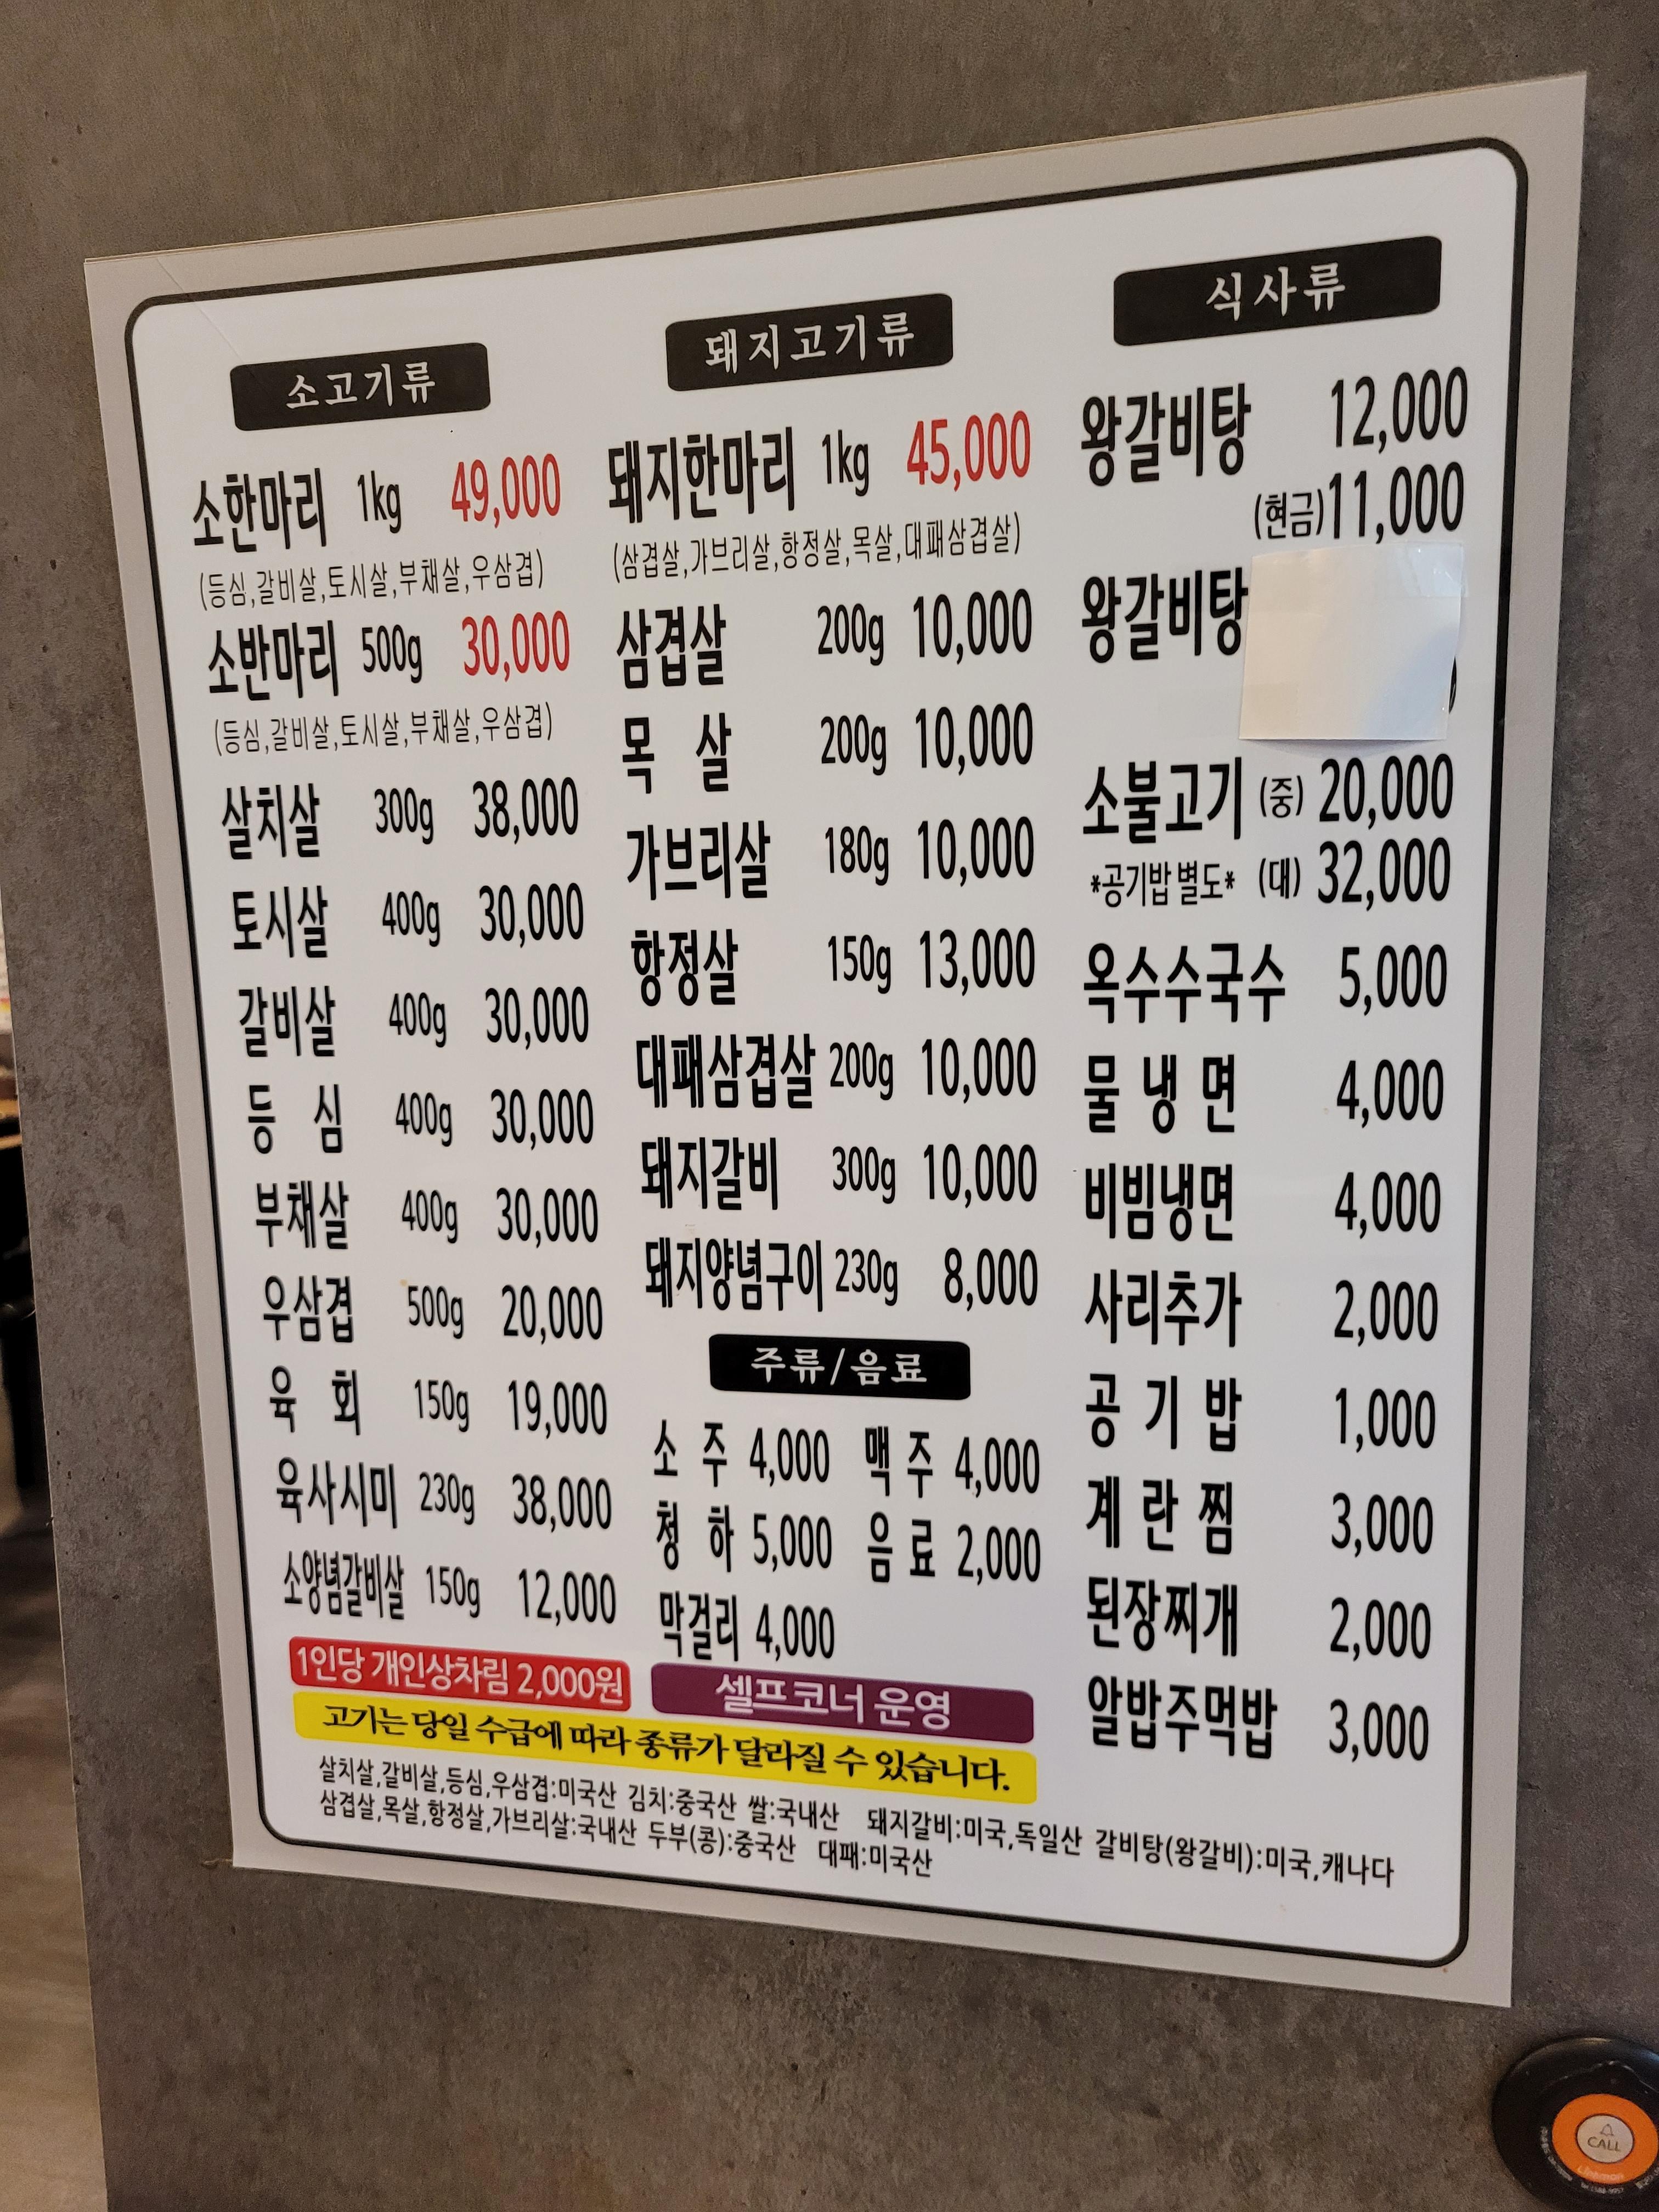 소고기류
소한마리 1kg 49,000
(등심,갈비살,토시살,부채살,우삼겹)
소반마리 500g 30,000
(등심,갈비살,토시살,부채살,우삼겹)
살치살 300g 38,000
토시살 400g 30,000
갈비살 400g 30,000
등 심 400g 30,000
부채살 400g 30,000
우삼겹 500g 20,000
육 회 150g 19,000
육사시미 230g 38,000
소양념갈비살 150g 12,000
돼지고기류
돼지한마리 1kg 45,000
(삼겹살,가브리살,항정살,목살,대패삼겹살)
삼겹살 200g 10,000
목 살 200g 10,000
가브리살 180g 10,000
항정살 150g 13,000
대패삼겹살 200g 10,000
돼지갈비 300g 10,000
돼지양념구이 230g 8,000
주류/음료
소 주 4,000 맥 주 4,000
청 하 5,000 음 료 2,000
막걸리 4,000
식사류
왕갈비탕 12,000
(현금)11,000
왕갈비탕
소불고기 (중) 20,000
*공기밥 별도* (대) 32,000
옥수수국수 5,000
물 냉 면 4,000
비빔냉면 4,000
사리추가 2,000
공 기 밥 1,000
계 란 찜 3,000
된장찌개 2,000
알밥주먹밥 3,000
1인당 개인상차림 2,000원
셀프코너 운영
고기는 당일 수급에 따라 종류가 달라질 수 있습니다.
살치살,갈비살,등심,우삼겹:미국산 김치:중국산 쌀:국내산 돼지갈비:미국,독일산 갈비탕(왕갈비):미국,캐나다
삼겹살,목살,항정살,가브리살:국내산 두부(콩):중국산 대패:미국산
CALL